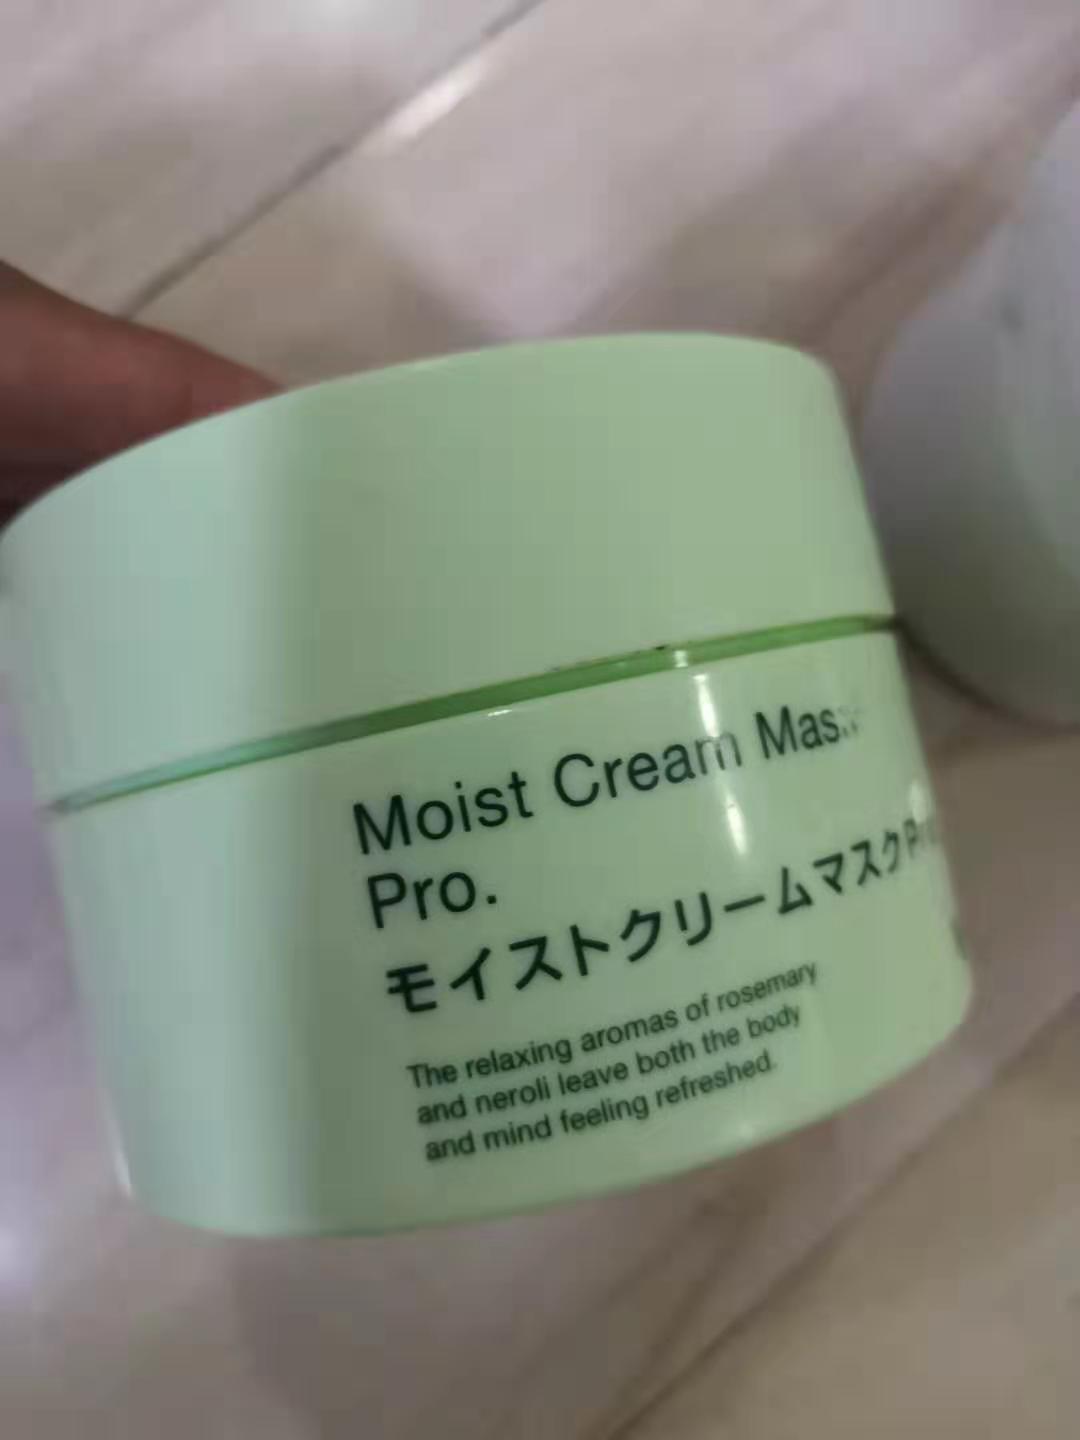 Moist Cream
Pro.
モイストクリームマスク
The relaxing aromas of rosemary
and neroli leave both the body
and mind feeling refreshed.